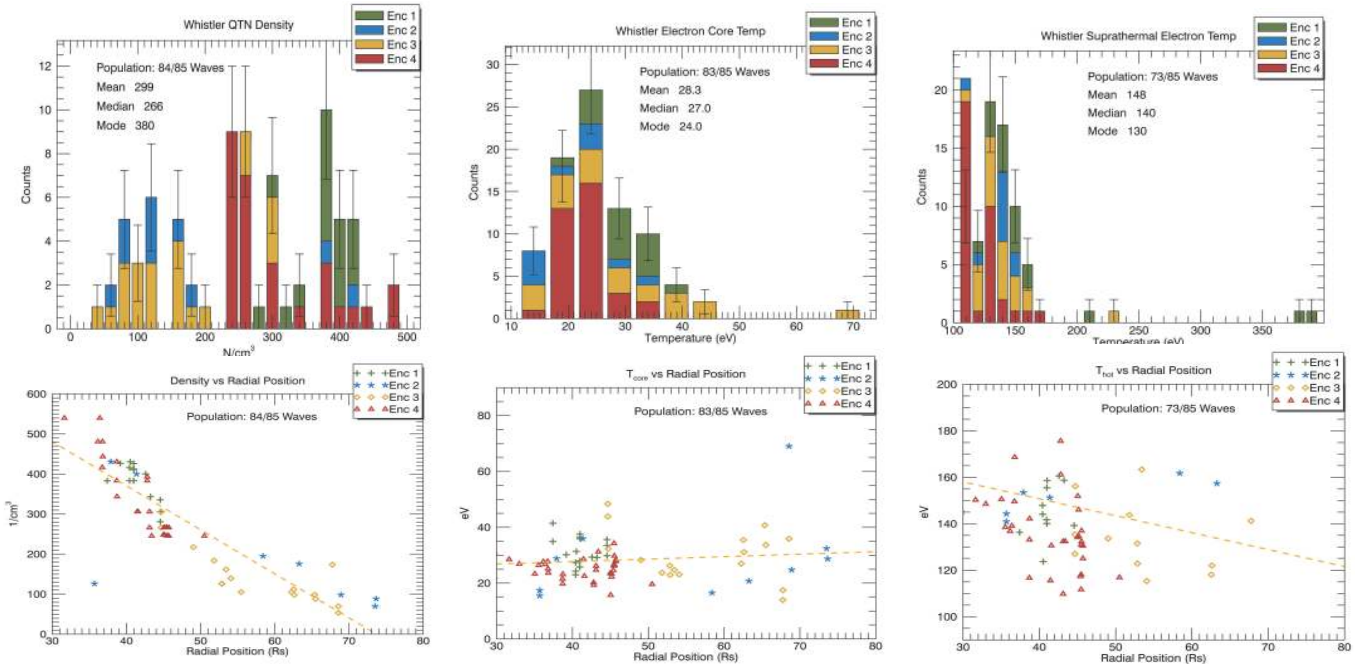 Whistler QTN Density
Enc 1
Enc 2
Enc 3
Enc 4
Population: 84/85 Waves
Mean 299
Median 266
Mode 380
Counts
12
10
8
6
4
2
0
0 100 200 300 400 500
N/cm³
Whistler Electron Core Temp
Enc 1
Enc 2
Enc 3
Enc 4
Population: 83/85 Waves
Mean 28.3
Median 27.0
Mode 24.0
Counts
30
25
20
15
10
5
0
10 20 30 40 50 60 70
Temperature (eV)
Whistler Suprathermal Electron Temp
Enc 1
Enc 2
Enc 3
Enc 4
Population: 73/85 Waves
Mean 148
Median 140
Mode 130
Counts
20
15
10
5
0
100 150 200 250 300 350
Temperature (eV)
Density vs Radial Position
Enc 1
Enc 2
Enc 3
Enc 4
Population: 84/85 Waves
1/cm³
600
500
400
300
200
100
0
30 40 50 60 70 80
Radial Position (Rs)
T_core vs Radial Position
Enc 1
Enc 2
Enc 3
Enc 4
Population: 83/85 Waves
eV
80
60
40
20
0
30 40 50 60 70 80
Radial Position (Rs)
T_hot vs Radial Position
Enc 1
Enc 2
Enc 3
Enc 4
Population: 73/85 Waves
eV
200
180
160
140
120
100
30 40 50 60 70 80
Radial Position (Rs)